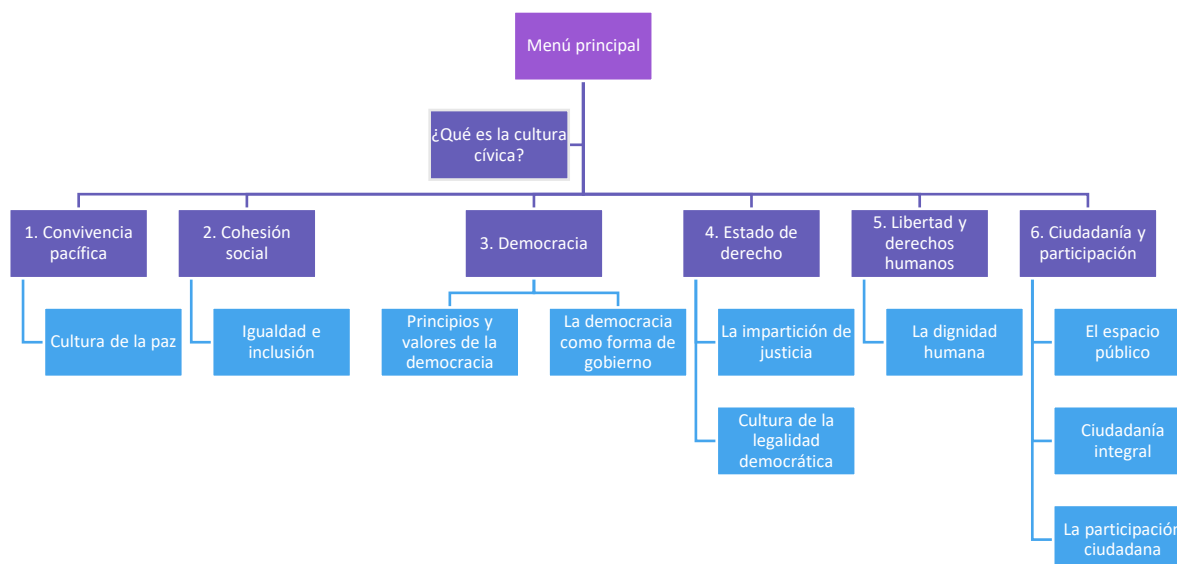 Menú principal
¿Qué es la cultura
cívica?
1. Convivencia
pacífica
2. Cohesión
social
3. Democracia
4. Estado de
derecho
5. Libertad y
derechos
humanos
6. Ciudadanía y
participación
Cultura de la paz
Igualdad e
inclusión
Principios y
valores de la
democracia
La democracia
como forma de
gobierno
La impartición de
justicia
Cultura de la
legalidad
democrática
La dignidad
humana
El espacio
público
Ciudadanía
integral
La participación
ciudadana